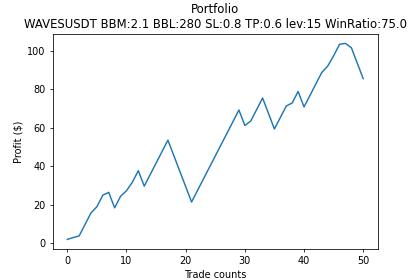 Portfolio
WAVESUSDT BBM:2.1 BBL:280 SL:0.8 TP:0.6 lev:15 WinRatio:75.0
Profit ($)
100
80
60
40
20
0
0 10 20 30 40 50
Trade counts